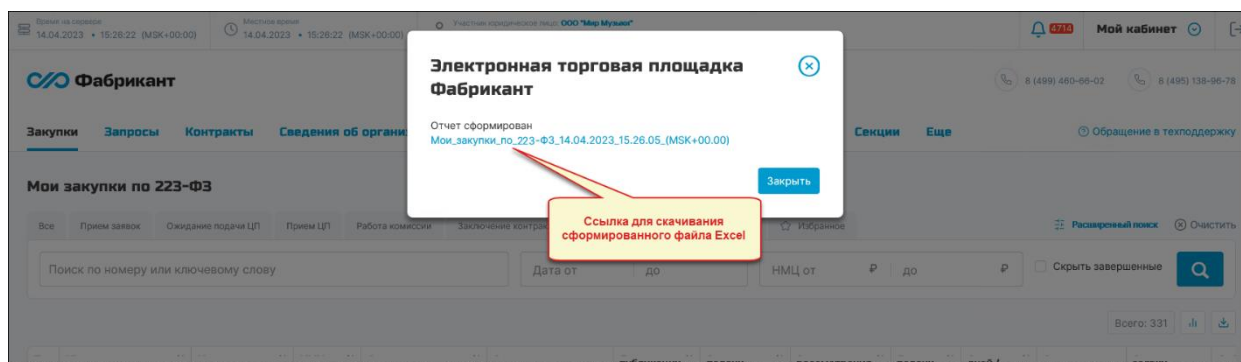 Время на сервере
14.04.2023 • 15:26:22 (MSK+00:00)
Местное время
14.04.2023 • 15:26:22 (MSK+00:00)
Участник юридическое лицо: ООО "Мир Музыки"
4714
Мой кабинет
Фабрикант
8 (499) 460-66-02
8 (495) 138-96-78
Электронная торговая площадка
Фабрикант
Отчет сформирован
Мои_закупки_по_223-ФЗ_14.04.2023_15.26.05_(MSK+00.00)
Закрыть
Закупки Запросы Контракты Сведения об органи
Секции Еще
Обращение в техподдержку
Ссылка для скачивания
сформированного файла Excel
Мои закупки по 223-ФЗ
Все Прием заявок Ожидание подачи ЦП Прием ЦП Работа комиссии Заключение контрак Избранное
Расширенный поиск Очистить
Поиск по номеру или ключевому слову Дата от до НМЦ от ₽ до ₽ Скрыть завершенные
Всего: 331